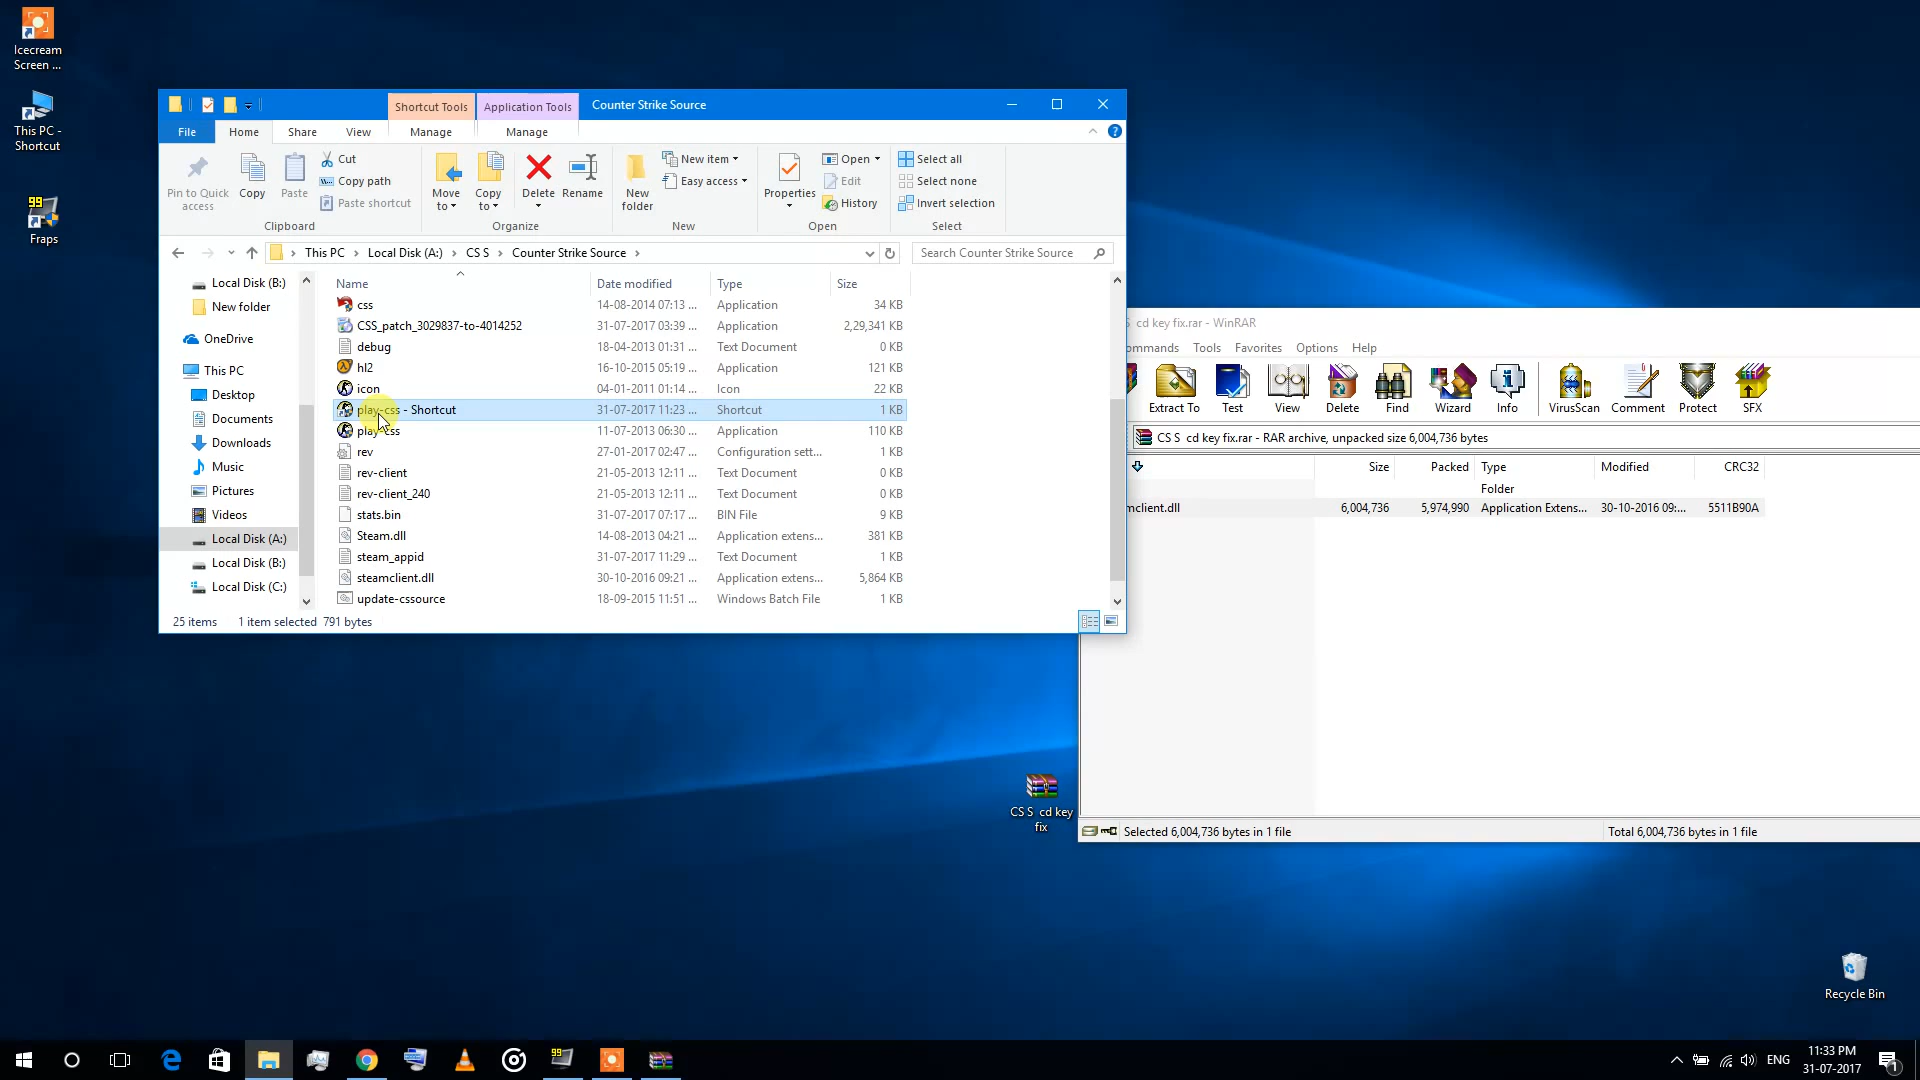 Icecream
Screen ...
This PC -
Shortcut
99
Fraps
Shortcut Tools
Application Tools
Counter Strike Source
File
Home
Share
View
Manage
Manage
Pin to Quick
access
Copy
Paste
Cut
Copy path
Paste shortcut
Clipboard
Move
to
Copy
to
Delete
Rename
Organize
New
folder
New item
Easy access
New
Properties
Open
Edit
History
Open
Select all
Select none
Invert selection
Select
This PC
Local Disk (A:)
CS S
Counter Strike Source
Search Counter Strike Source
Local Disk (B:)
New folder
OneDrive
This PC
Desktop
Documents
Downloads
Music
Pictures
Videos
Local Disk (A:)
Local Disk (B:)
Local Disk (C:)
Name Date modified Type Size
css 14-08-2014 07:13 ... Application 34 KB
CSS_patch_3029837-to-4014252 31-07-2017 03:39 ... Application 2,29,341 KB
debug 18-04-2013 01:31 ... Text Document 0 KB
hl2 16-10-2015 05:19 ... Application 121 KB
icon 04-01-2011 01:14 ... Icon 22 KB
play-css - Shortcut 31-07-2017 11:23 ... Shortcut 1 KB
play-css 11-07-2013 06:30 ... Application 110 KB
rev 27-01-2017 02:47 ... Configuration sett... 1 KB
rev-client 21-05-2013 12:11 ... Text Document 0 KB
rev-client_240 21-05-2013 12:11 ... Text Document 0 KB
stats.bin 31-07-2017 07:17 ... BIN File 9 KB
Steam.dll 14-08-2013 04:21 ... Application extens... 381 KB
steam_appid 31-07-2017 11:29 ... Text Document 1 KB
steamclient.dll 30-10-2016 09:21 ... Application extens... 5,864 KB
update-cssource 18-09-2015 11:51 ... Windows Batch File 1 KB
25 items 1 item selected 791 bytes
S cd key fix.rar - WinRAR
mmands Tools Favorites Options Help
Extract To
Test
View
Delete
Find
Wizard
Info
VirusScan
Comment
Protect
SFX
CS S cd key fix.rar - RAR archive, unpacked size 6,004,736 bytes
Size Packed Type Modified CRC32
Folder
mclient.dll 6,004,736 5,974,990 Application Extens... 30-10-2016 09:... 5511B90A
Selected 6,004,736 bytes in 1 file
Total 6,004,736 bytes in 1 file
CS S cd key
fix
Recycle Bin
99
ENG
11:33 PM
31-07-2017
1